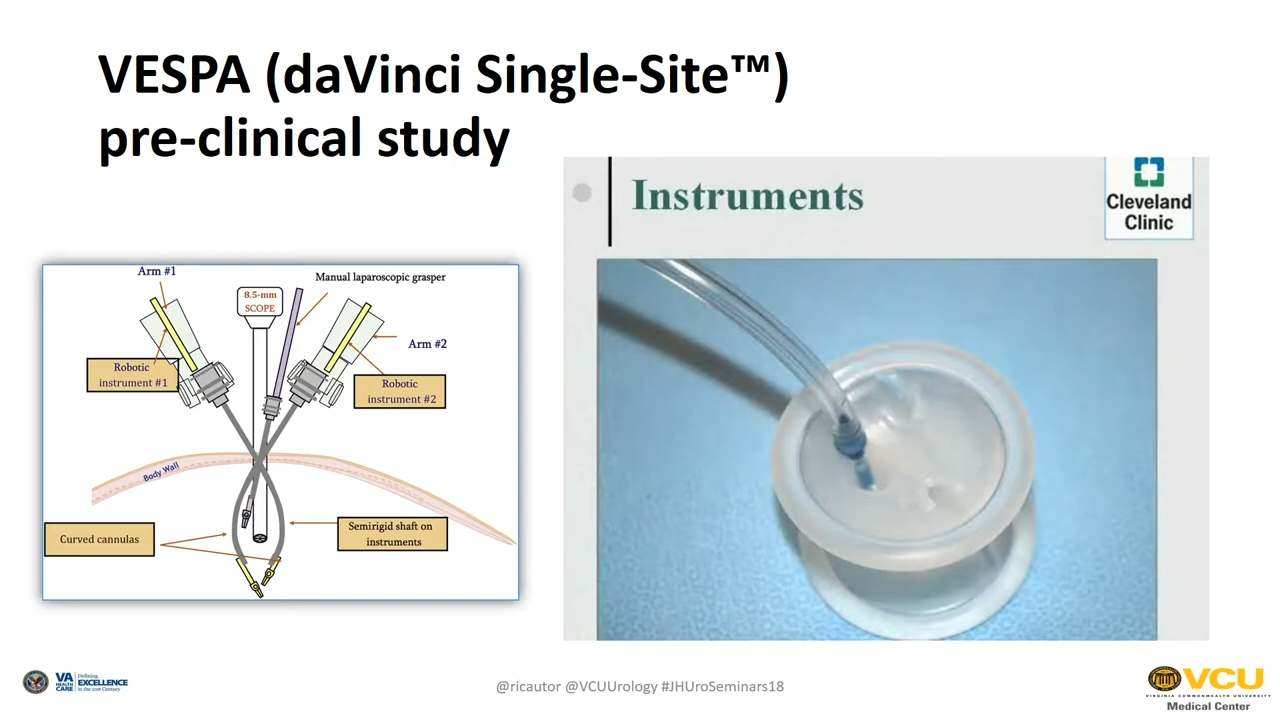 VESPA (daVinci Single-Site™)
pre-clinical study
Instruments
Cleveland
Clinic
Arm #1
Manual laparoscopic grasper
8.5-mm
SCOPE
Arm #2
Robotic
instrument #1
Robotic
instrument #2
Body Wall
Curved cannulas
Semirigid shaft on
instruments
VA
HEALTH
CARE
Defining
EXCELLENCE
in the 21st Century
@ricautor @VCUUrology #JHUroSeminars18
VCU
VIRGINIA COMMONWEALTH UNIVERSITY
Medical Center